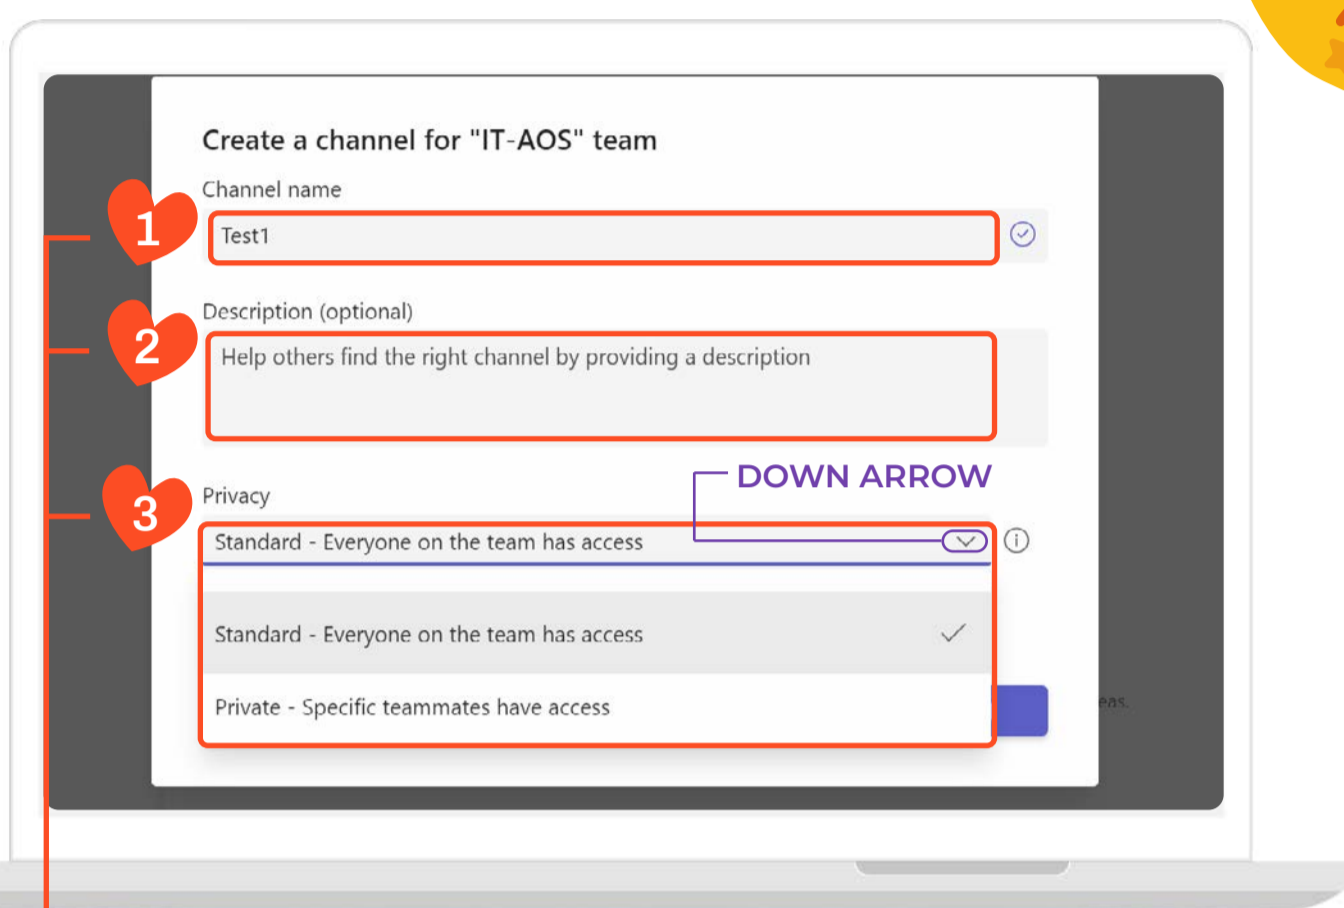 Create a channel for "IT-AOS" team
Channel name
1
Test1
Description (optional)
2
Help others find the right channel by providing a description
DOWN ARROW
3
Privacy
Standard - Everyone on the team has access
Standard - Everyone on the team has access
Private - Specific teammates have access
eas.